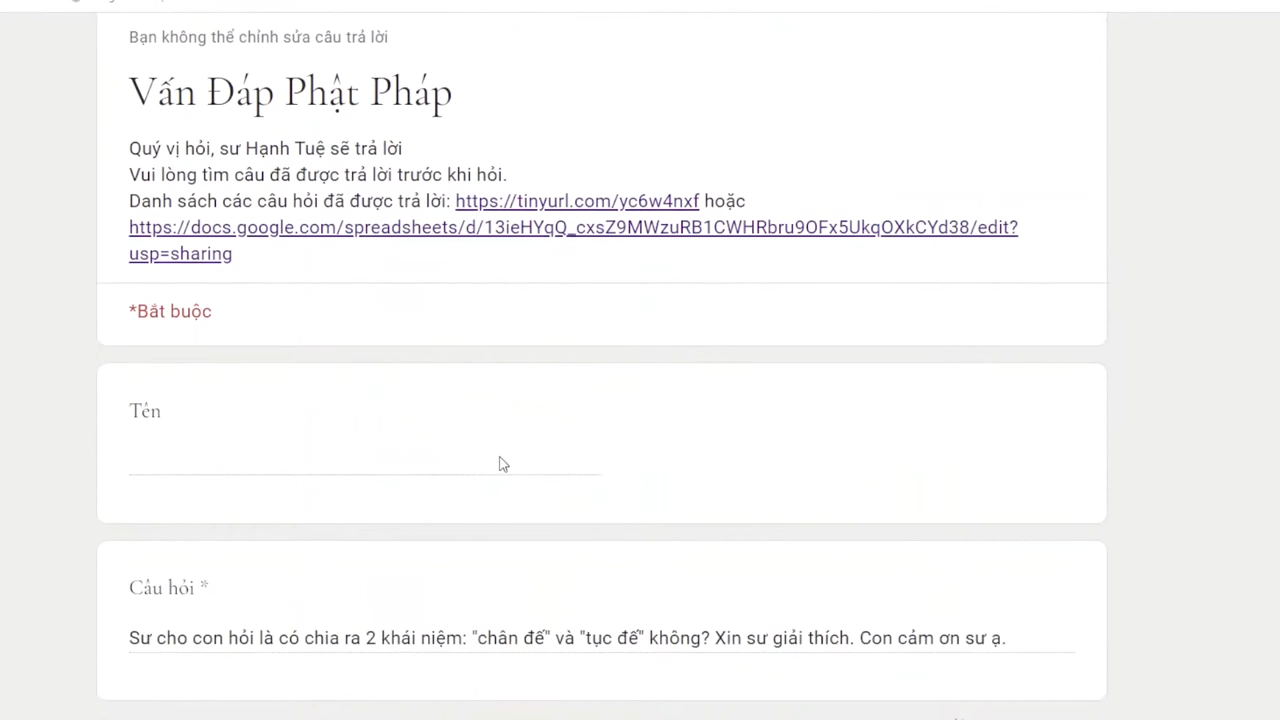 Bạn không thể chỉnh sửa câu trả lời
Vấn Đáp Phật Pháp
Quý vị hỏi, sư Hạnh Tuệ sẽ trả lời
Vui lòng tìm câu đã được trả lời trước khi hỏi.
Danh sách các câu hỏi đã được trả lời: https://tinyurl.com/yc6w4nxf hoặc
https://docs.google.com/spreadsheets/d/13ieHYqQ_cxsZ9MWzuRB1CWHRbru9OFx5UkqOXkCYd38/edit?
usp=sharing
*Bắt buộc
Tên
Câu hỏi *
Sư cho con hỏi là có chia ra 2 khái niệm: "chân đế" và "tục đế" không? Xin sư giải thích. Con cảm ơn sư ạ.